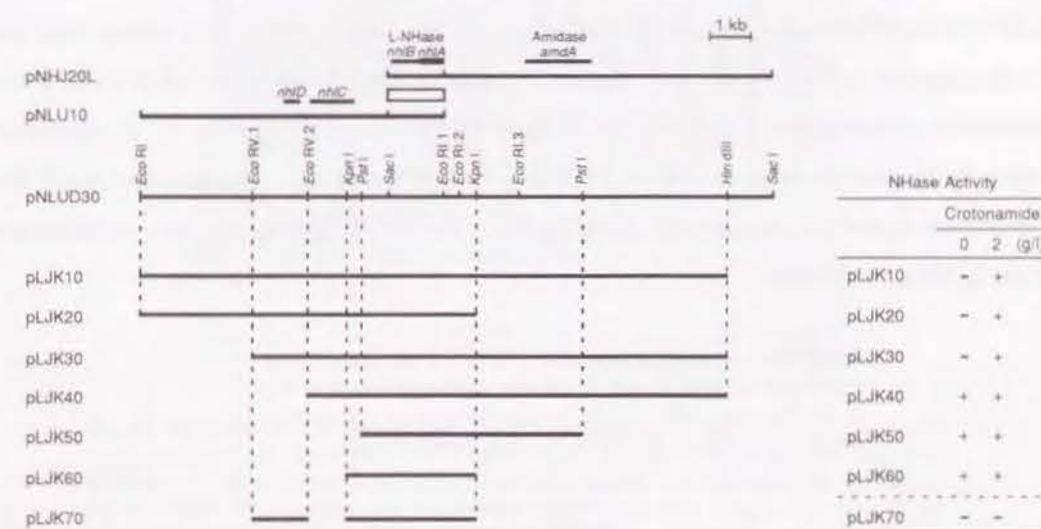 1 kb
L-NHase
nhlB nhlA
Amidase
amdA
pNHJ20L
nhlD nhlC
pNLU10
Eco RI
Eco RV.1
Eco RV.2
Kpn I
Pst I
Sac I
Eco RI.1
Eco RI.2
Kpn I
Eco RI.3
Pst I
Hin dIII
Sac I
pNLUD30
NHase Activity
Crotonamide
0 2 (g/l)
pLJK10 pLJK10 - +
pLJK20 pLJK20 - +
pLJK30 pLJK30 - +
pLJK40 pLJK40 + +
pLJK50 pLJK50 + +
pLJK60 pLJK60 + +
pLJK70 pLJK70 - -